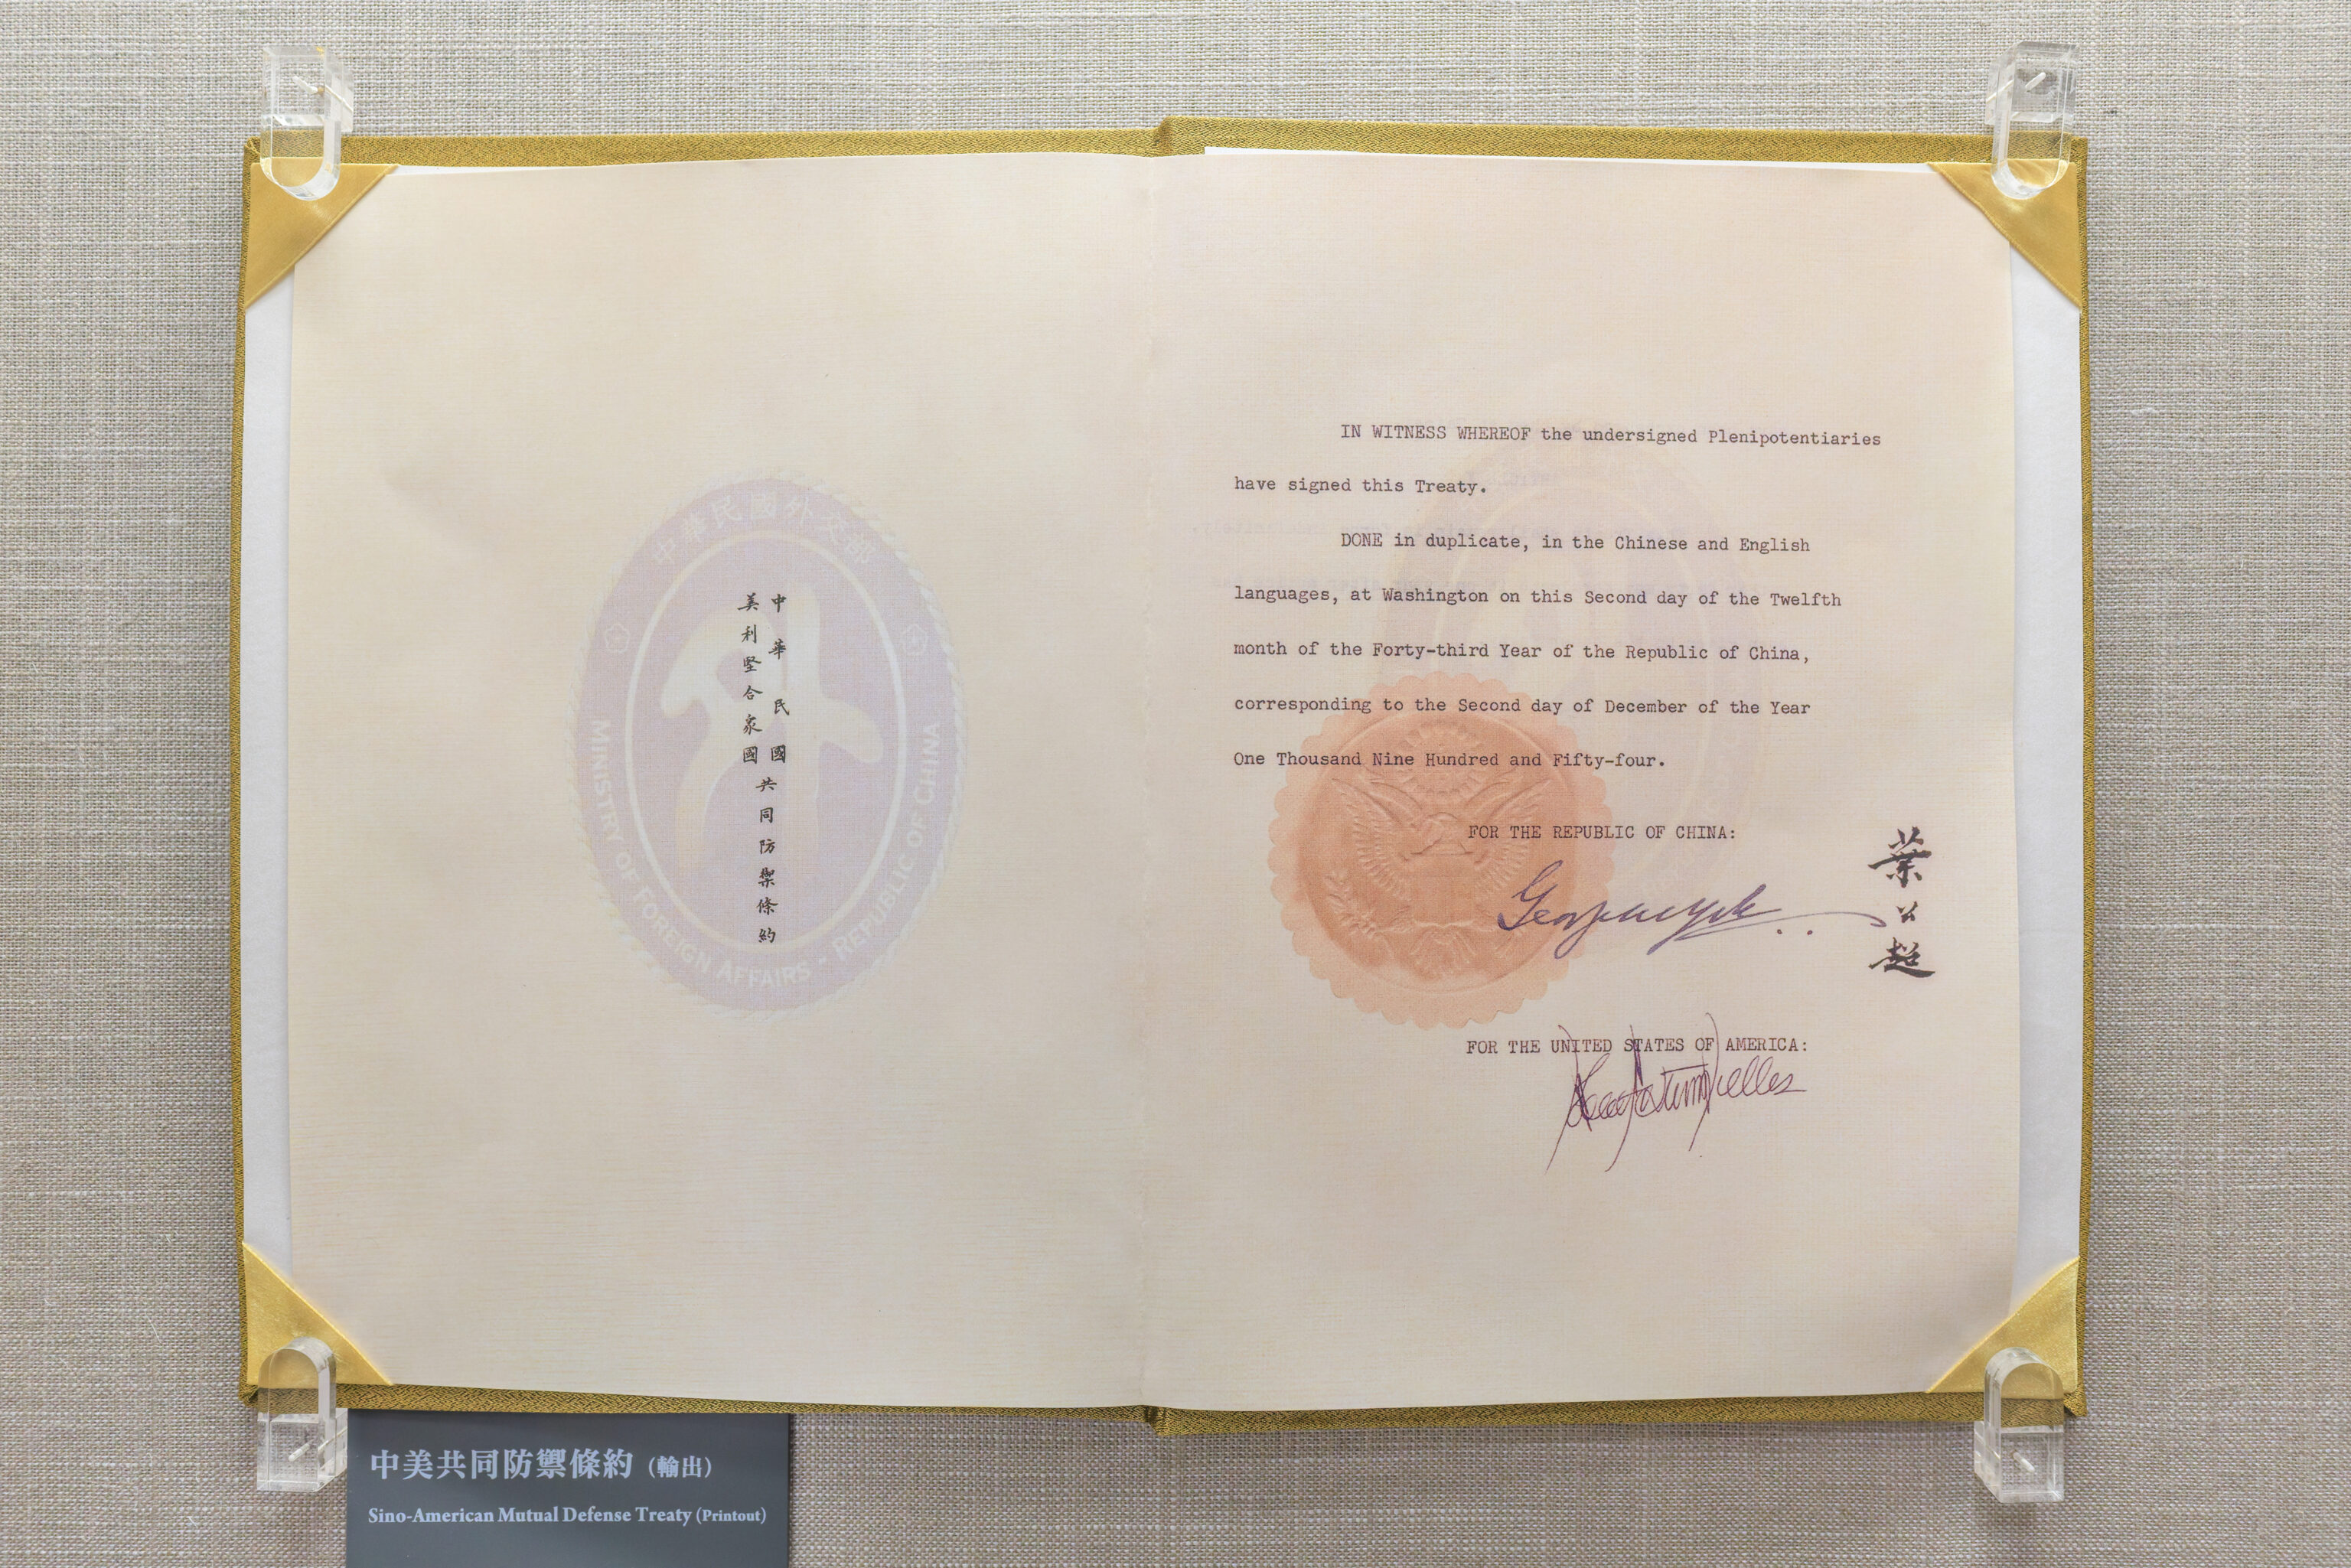 中華民國外交部
MINISTRY OF FOREIGN AFFAIRS - REPUBLIC OF CHINA
中華民國
美利堅合衆國
共同防禦條約
IN WITNESS WHEREOF the undersigned Plenipotentiaries
have signed this Treaty.
DONE in duplicate, in the Chinese and English
languages, at Washington on this Second day of the Twelfth
month of the Forty-third Year of the Republic of China,
corresponding to the Second day of December of the Year
One Thousand Nine Hundred and Fifty-four.
FOR THE REPUBLIC OF CHINA:
葉公超
FOR THE UNITED STATES OF AMERICA:
中美共同防禦條約（輸出）
Sino-American Mutual Defense Treaty (Printout)